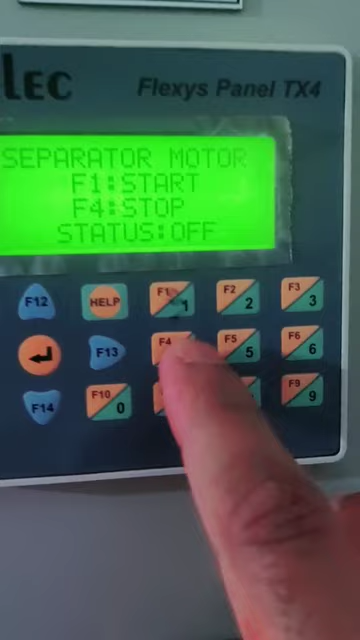 LEC Flexys Panel TX4
SEPARATOR MOTOR
F1:START
F4:STOP
STATUS:OFF
F12 HELP F1 1 F2 2 F3 3
F13 F4 F5 5 F6 6
F14 F10 0 F9 9